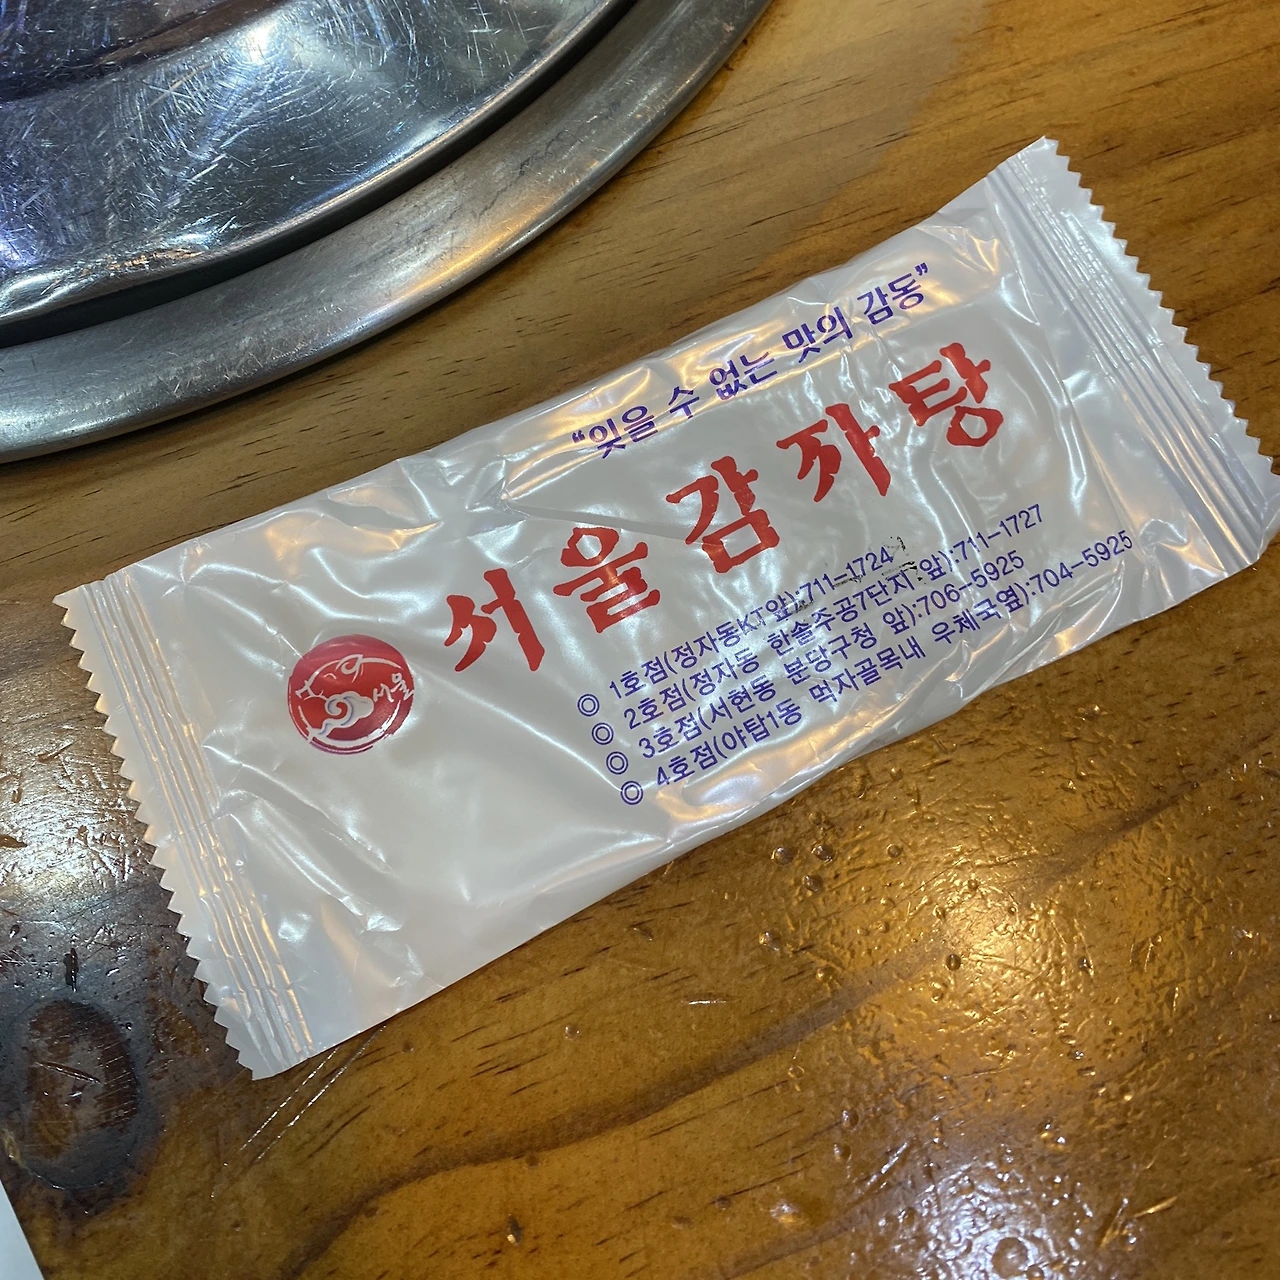 “잊을 수 없는 맛의 감동”
서울감자탕
서울
◎ 1호점(정자동KT앞):711-1724
◎ 2호점(정자동 한솔주공7단지 앞):711-1727
◎ 3호점(서현동 분당구청 앞):706-5925
◎ 4호점(야탑1동 먹자골목내 우체국옆):704-5925